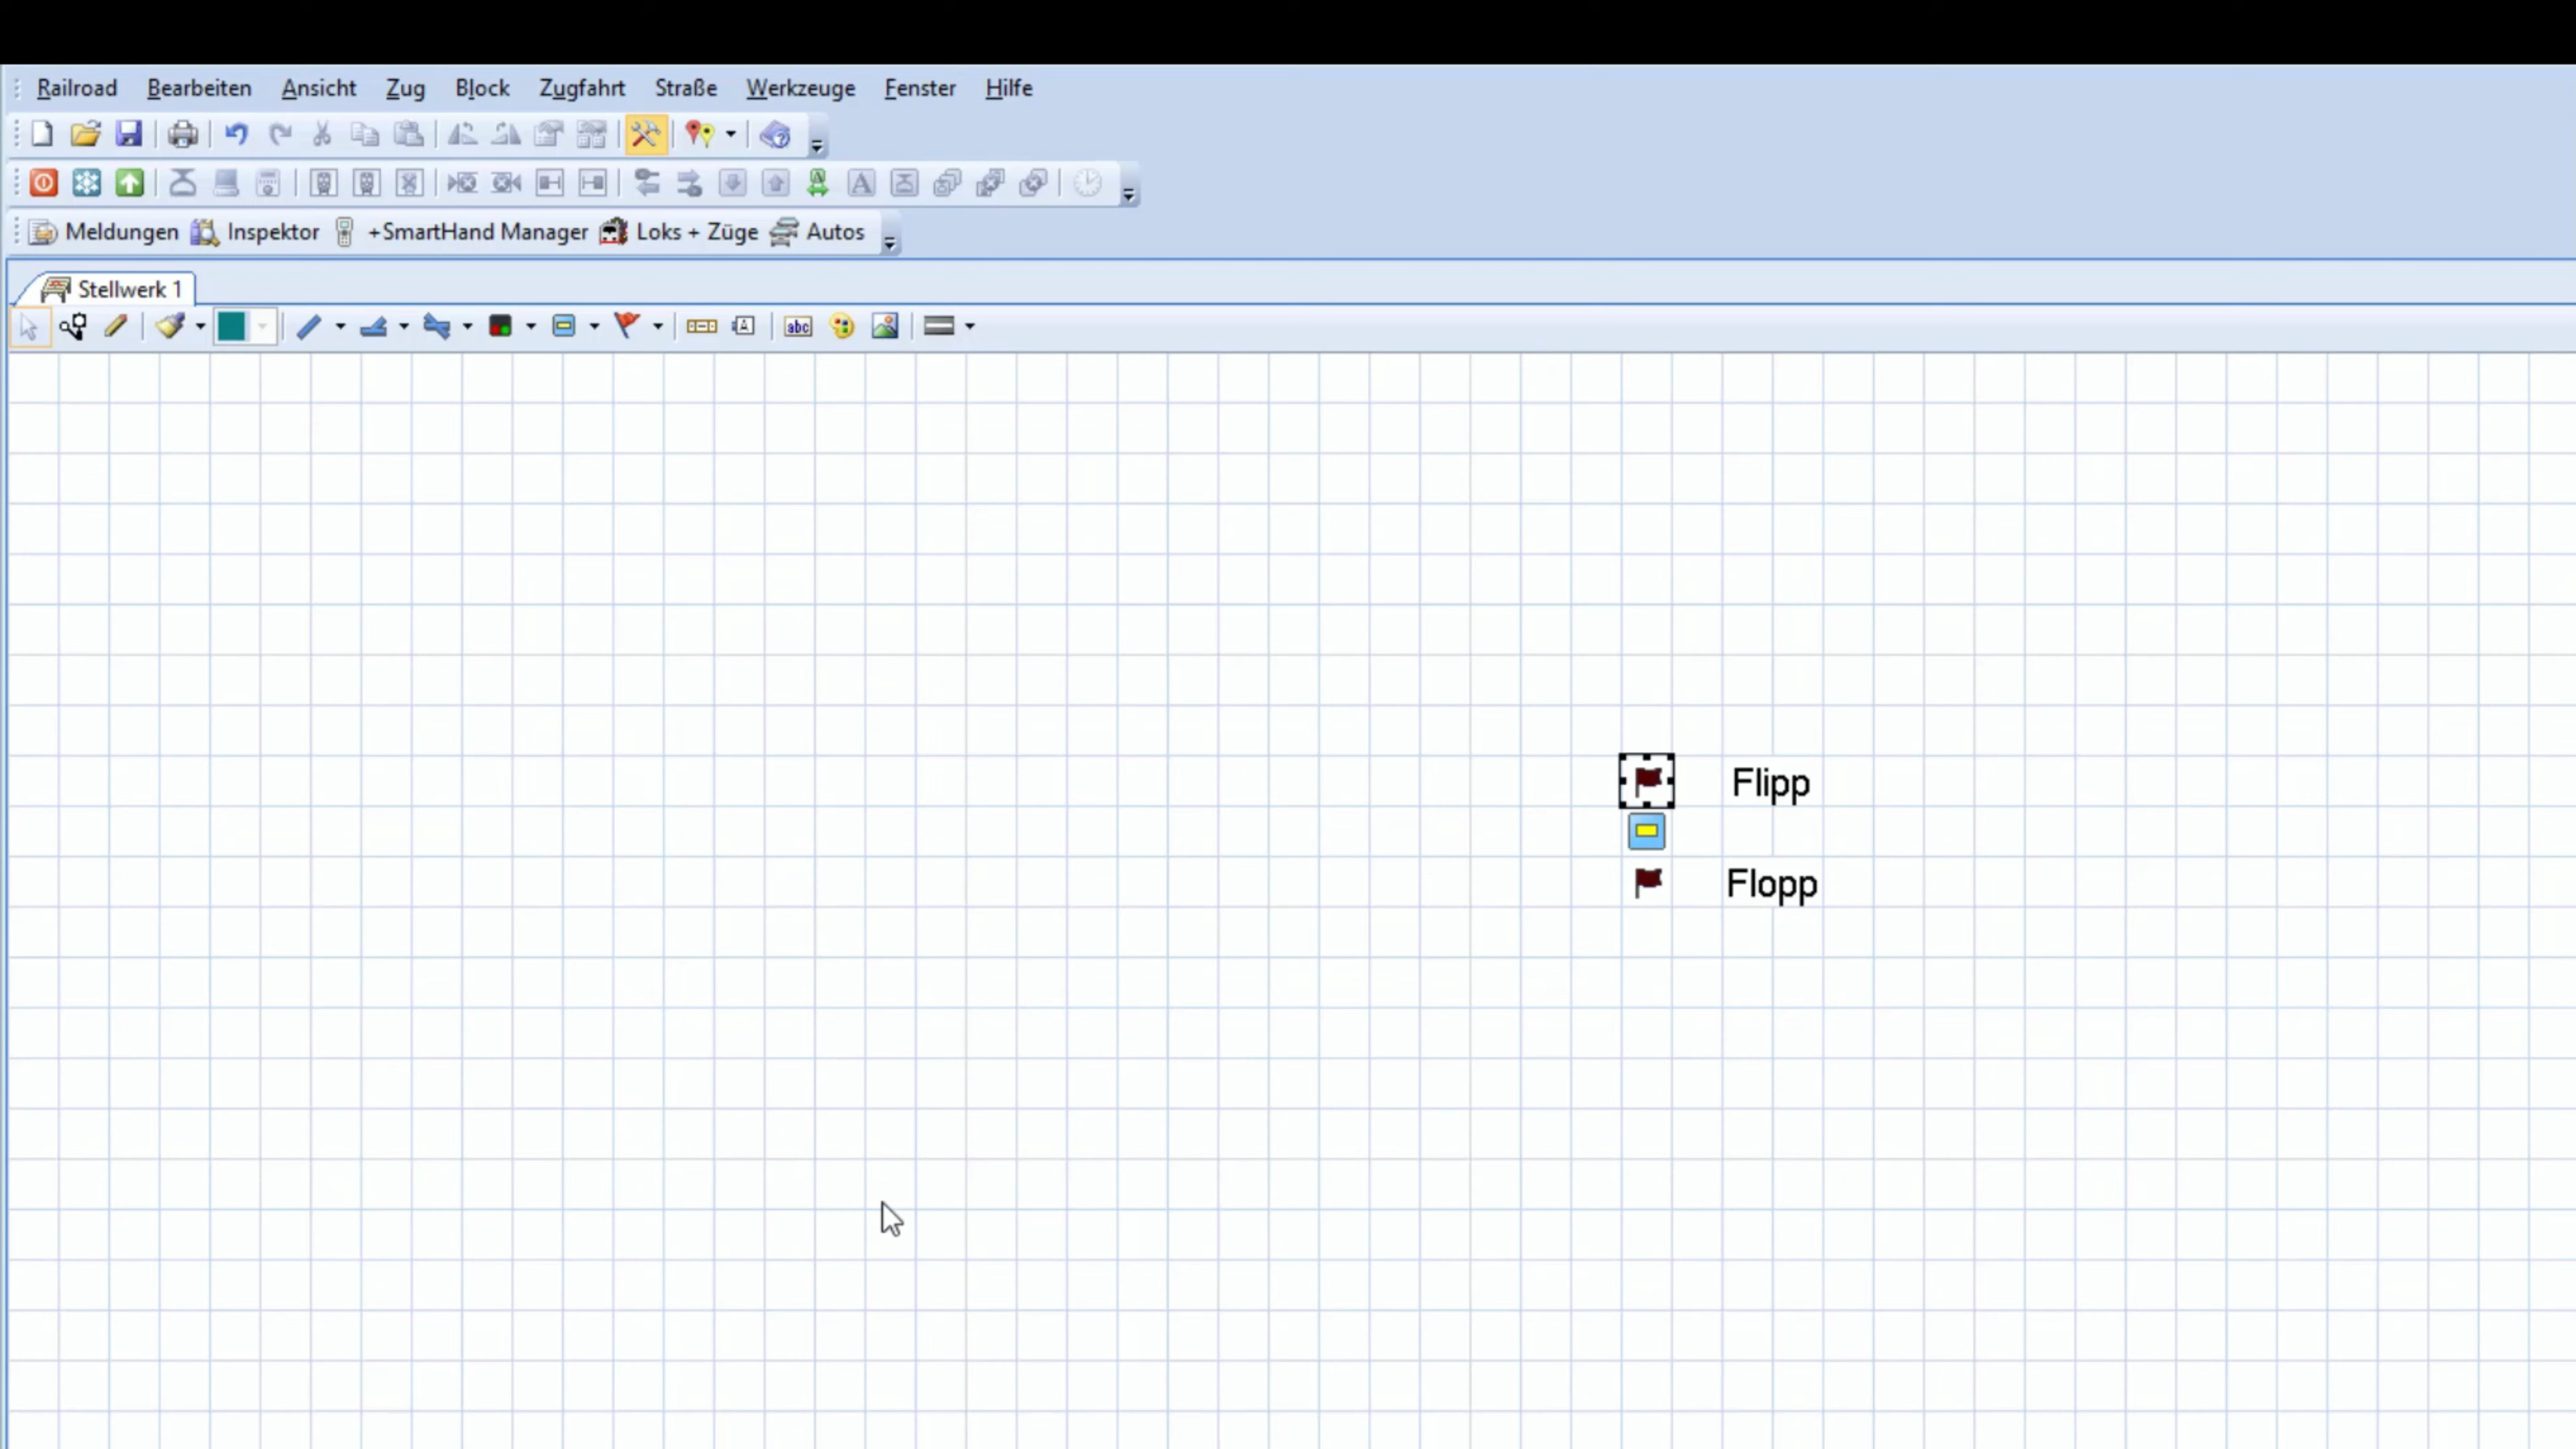 Railroad Bearbeiten Ansicht Zug Block Zugfahrt Straße Werkzeuge Fenster Hilfe
Meldungen Inspektor +SmartHand Manager Loks + Züge Autos
Stellwerk 1
abc
Flipp
Flopp